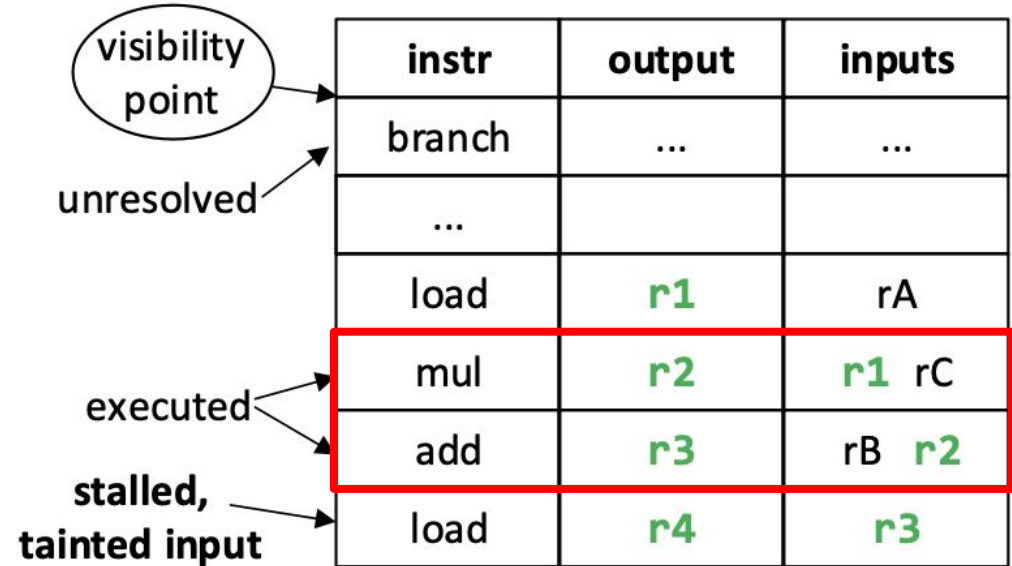 visibility
point
instr output inputs
branch ... ...
unresolved
...
load r1 rA
mul r2 r1 rC
executed
add r3 rB r2
stalled,
tainted input
load r4 r3